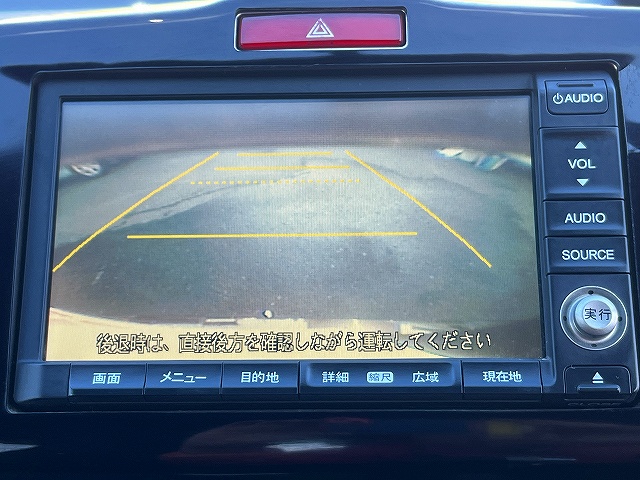 AUDIO
VOL
AUDIO
SOURCE
実行
後退時は、直接後方を確認しながら運転してください
画面 メニュー 目的地 詳細 縮尺 広域 現在地